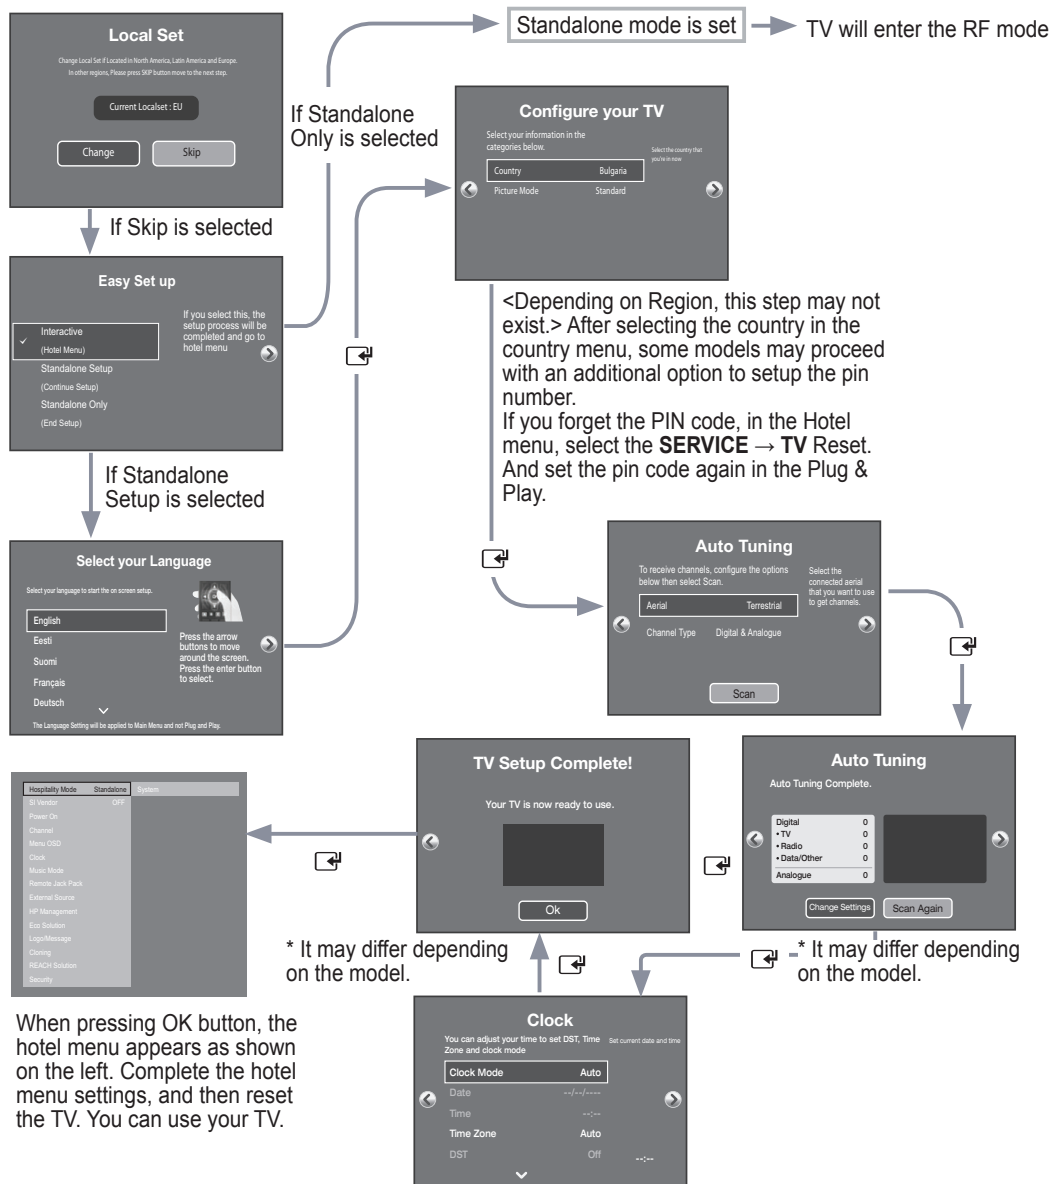 Local Set
Change Local Set if Located in North America, Latin America and Europe.
In other regions, Please press SKIP button move to the next step.
Current Localset : EU
Change
Skip
If Skip is selected
If Standalone
Only is selected
Standalone mode is set
TV will enter the RF mode
Easy Set up
Interactive
(Hotel Menu)
Standalone Setup
(Continue Setup)
Standalone Only
(End Setup)
If you select this, the
setup process will be
completed and go to
hotel menu
If Standalone
Setup is selected
Select your Language
Select your language to start the on screen setup.
English
Eesti
Suomi
Français
Deutsch
Press the arrow
buttons to move
around the screen.
Press the enter button
to select.
The Language Setting will be applied to Main Menu and not Plug and Play.
Configure your TV
Select your information in the
categories below.
Select the country that
you're in now
Country Bulgaria
Picture Mode Standard
<Depending on Region, this step may not
exist.> After selecting the country in the
country menu, some models may proceed
with an additional option to setup the pin
number.
If you forget the PIN code, in the Hotel
menu, select the SERVICE → TV Reset.
And set the pin code again in the Plug &
Play.
Auto Tuning
To receive channels, configure the options
below then select Scan.
Aerial Terrestrial
Channel Type Digital & Analogue
Select the
connected aerial
that you want to use
to get channels.
Scan
Auto Tuning
Auto Tuning Complete.
Digital 0
• TV 0
• Radio 0
• Data/Other 0
Analogue 0
Change Settings
Scan Again
* It may differ depending
on the model.
Clock
You can adjust your time to set DST, Time
Zone and clock mode
Set current date and time
Clock Mode Auto
Date --/--/----
Time --:--
Time Zone Auto
DST Off
--:--
TV Setup Complete!
Your TV is now ready to use.
Ok
* It may differ depending
on the model.
Hospitality Mode Standalone System
SI Vendor OFF
Power On
Channel
Menu OSD
Clock
Music Mode
Remote Jack Pack
External Source
HP Management
Eco Solution
Logo/Message
Cloning
REACH Solution
Security
When pressing OK button, the
hotel menu appears as shown
on the left. Complete the hotel
menu settings, and then reset
the TV. You can use your TV.